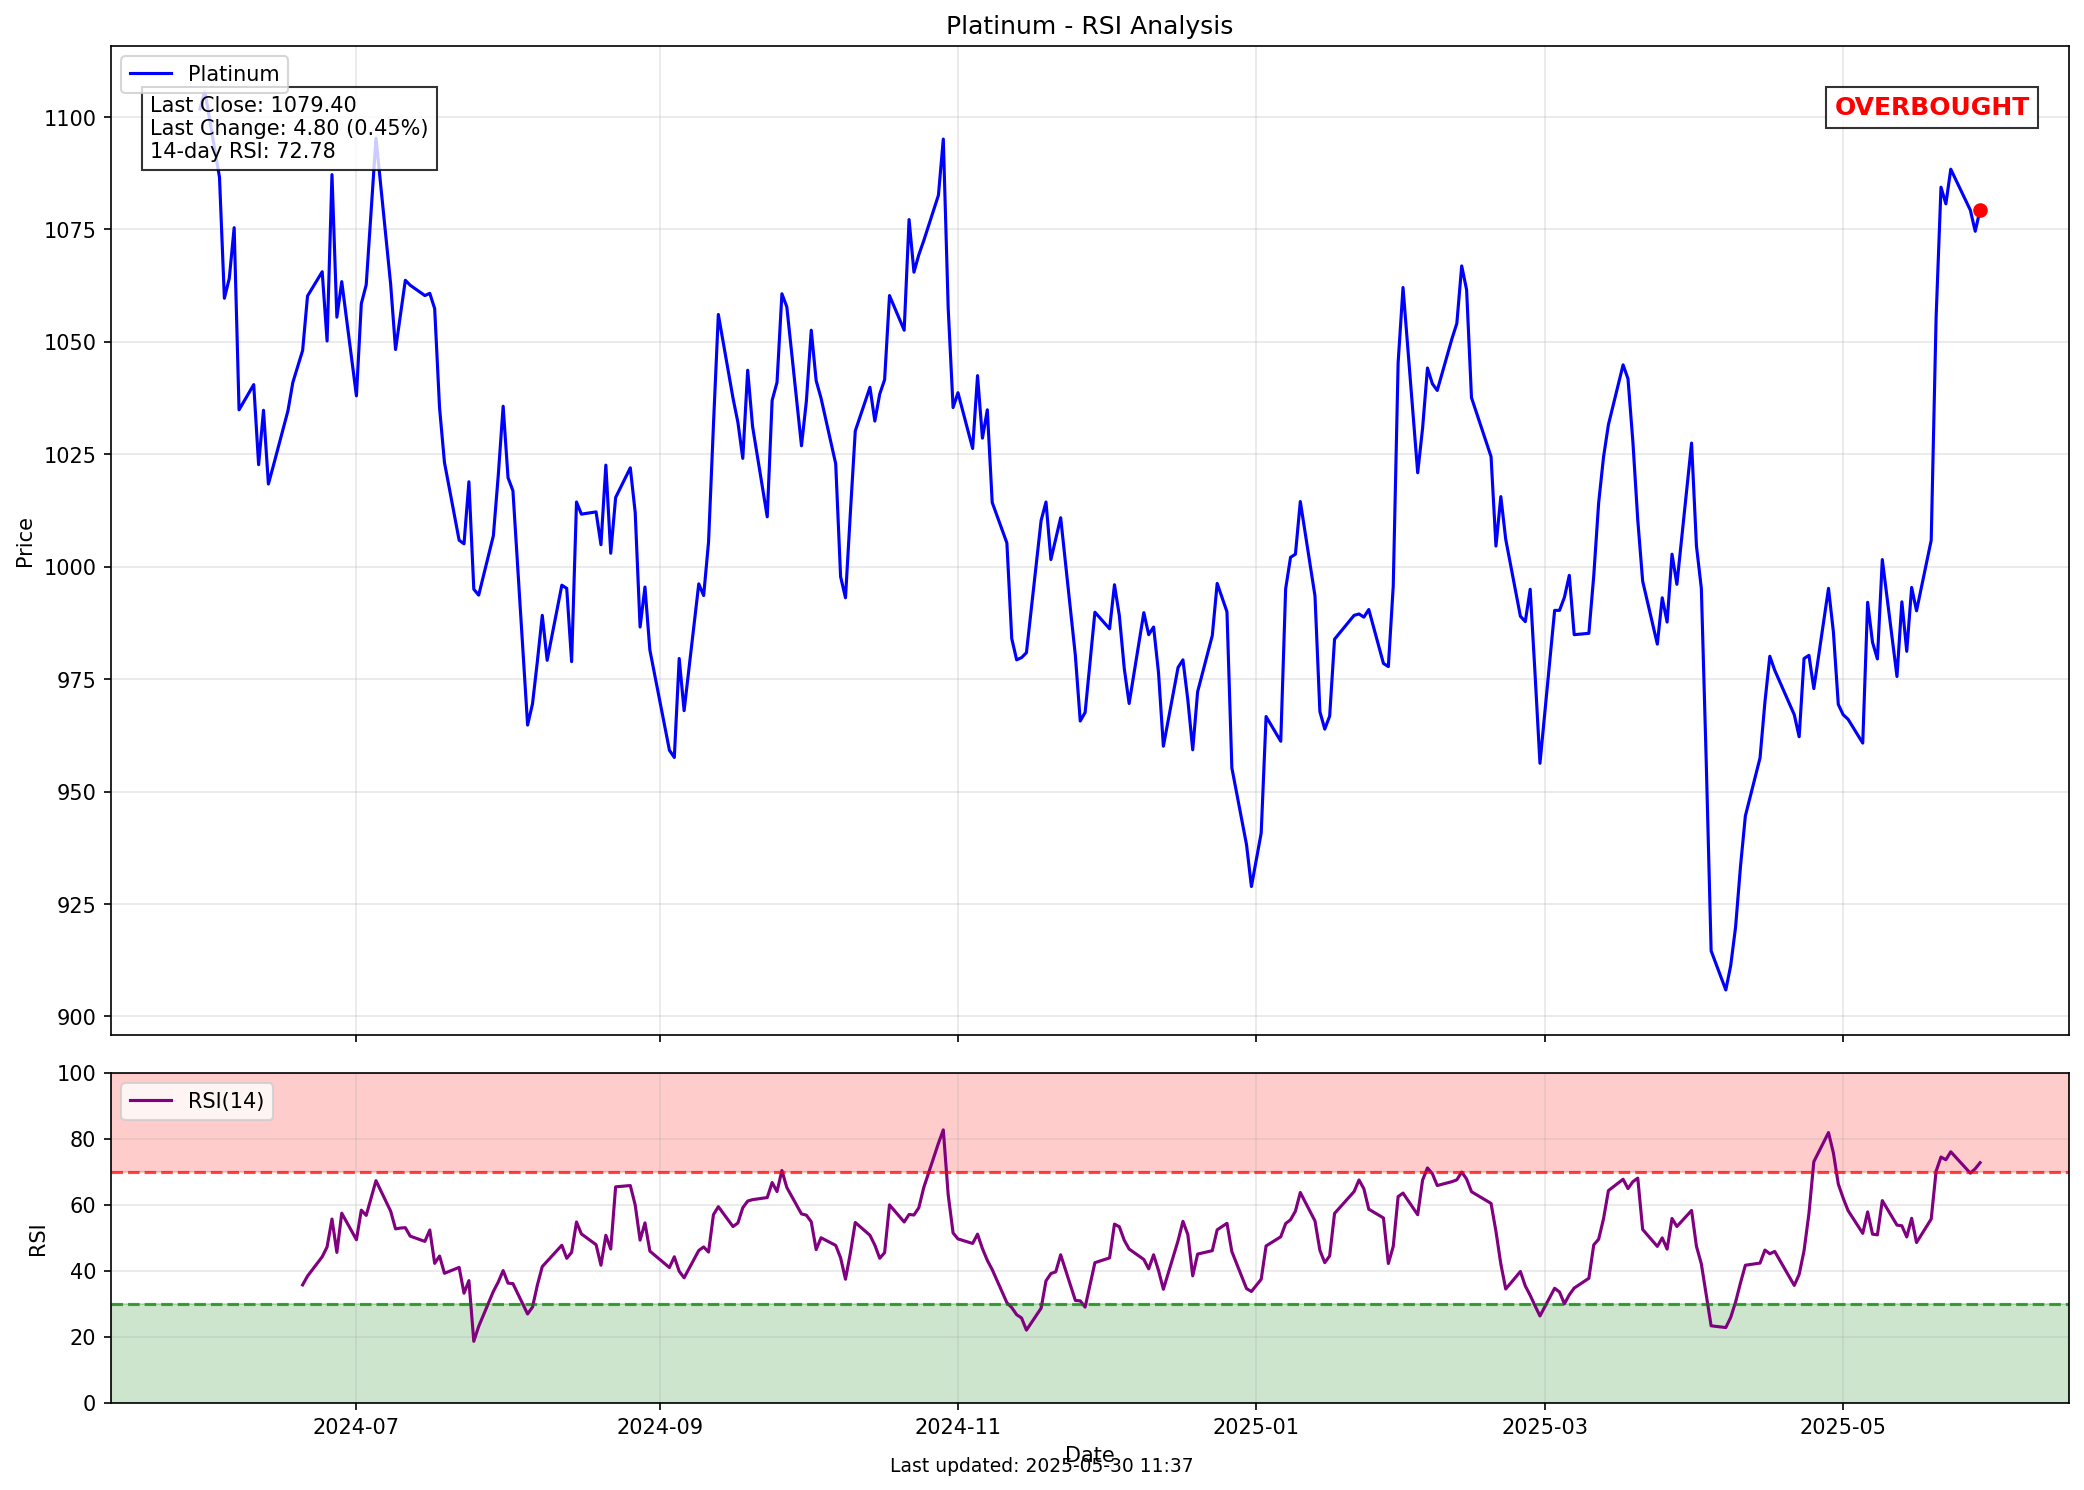 Platinum - RSI Analysis
Platinum
Last Close: 1079.40
Last Change: 4.80 (0.45%)
14-day RSI: 72.78
OVERBOUGHT
Price
1100
1075
1050
1025
1000
975
950
925
900
RSI(14)
RSI
100
80
60
40
20
0
2024-07
2024-09
2024-11
2025-01
2025-03
2025-05
Date
Last updated: 2025-05-30 11:37